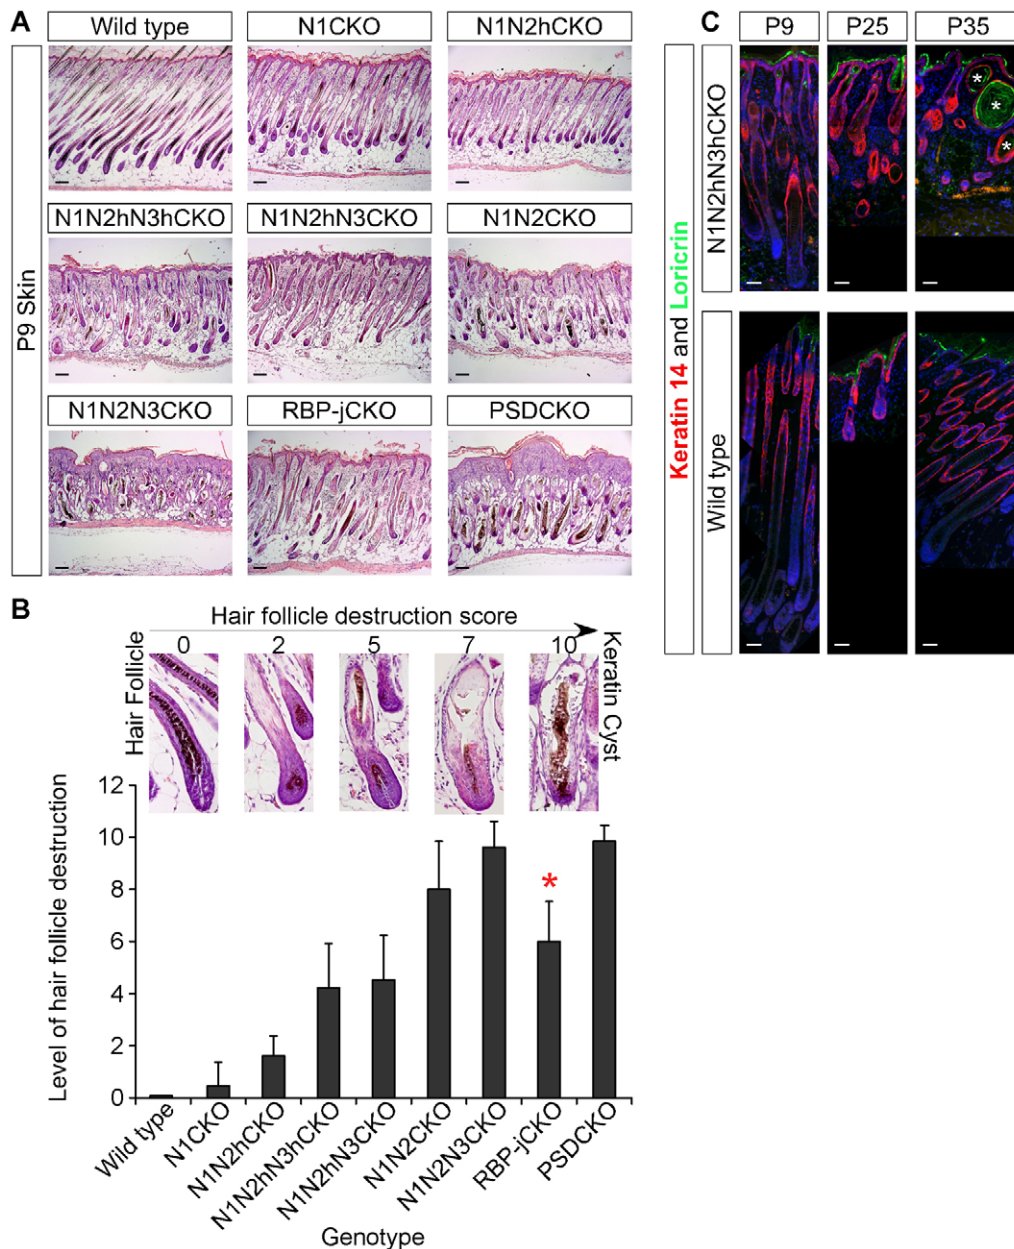 A
Wild type
N1CKO
N1N2hCKO
N1N2hN3hCKO
N1N2hN3CKO
N1N2CKO
N1N2N3CKO
RBP-jCKO
PSDCKO
P9 Skin
B
Hair follicle destruction score
0 2 5 7 10
Hair Follicle
Keratin Cyst
Level of hair follicle destruction
12
10
8
6
4
2
0
*
Wild type
N1CKO
N1N2hCKO
N1N2hN3hCKO
N1N2hN3CKO
N1N2CKO
N1N2N3CKO
RBP-jCKO
PSDCKO
Genotype
C
P9 P25 P35
Keratin 14 and Loricrin
N1N2hN3hCKO
*
*
*
Wild type